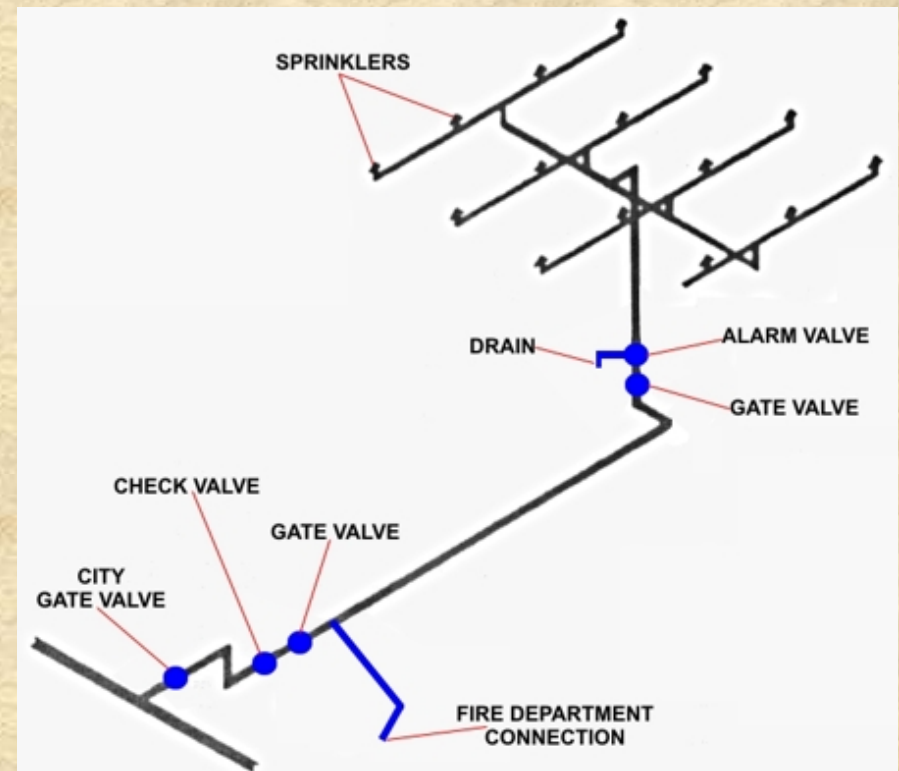 SPRINKLERS
DRAIN
ALARM VALVE
GATE VALVE
CHECK VALVE
GATE VALVE
CITY
GATE VALVE
FIRE DEPARTMENT
CONNECTION